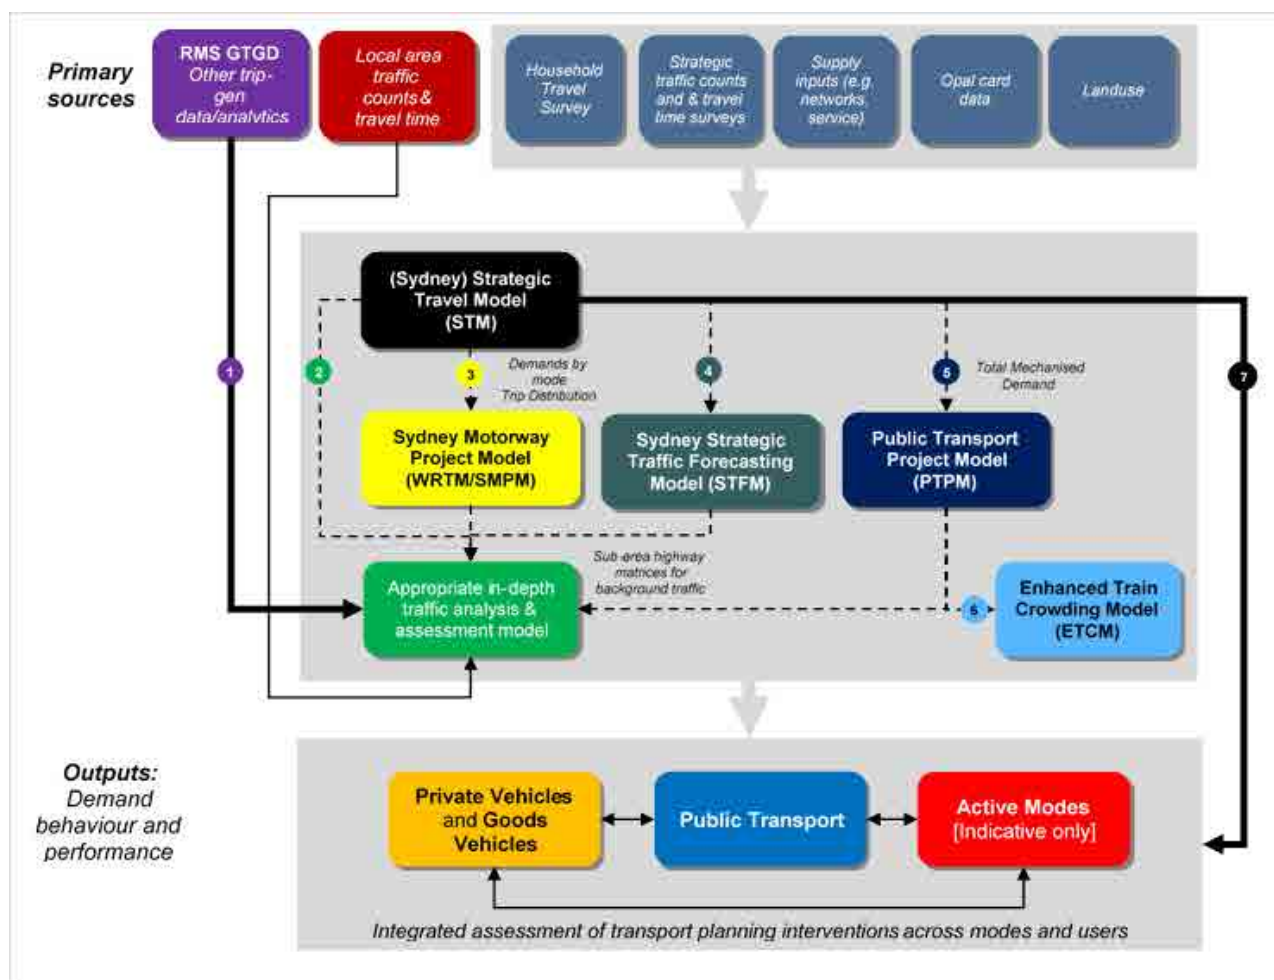 Primary
sources
RMS GTGD
Other trip-
gen
data/analytics
Local area
traffic
counts &
travel time
Household
Travel
Survey
Strategic
traffic counts
and & travel
time surveys
Supply
inputs (e.g.
networks,
service)
Opal card
data
Landuse
(Sydney) Strategic
Travel Model
(STM)
1
2
3
Demands by
mode
Trip Distribution
4
5
Total Mechanised
Demand
7
Sydney Motorway
Project Model
(WRTM/SMPM)
Sydney Strategic
Traffic Forecasting
Model (STFM)
Public Transport
Project Model
(PTPM)
Sub-area highway
matrices for
background traffic
Appropriate in-depth
traffic analysis &
assessment model
6
Enhanced Train
Crowding Model
(ETCM)
Outputs:
Demand
behaviour and
performance
Private Vehicles
and Goods
Vehicles
Public Transport
Active Modes
[Indicative only]
Integrated assessment of transport planning interventions across modes and users